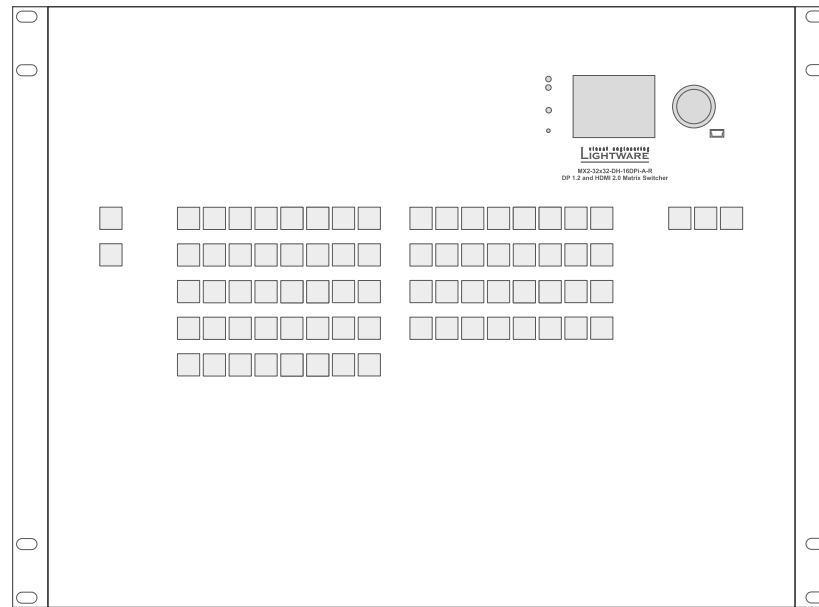 visual engineering
LIGHTWARE
MX2-32x32-DH-16DPi-A-R
DP 1.2 and HDMI 2.0 Matrix Switcher